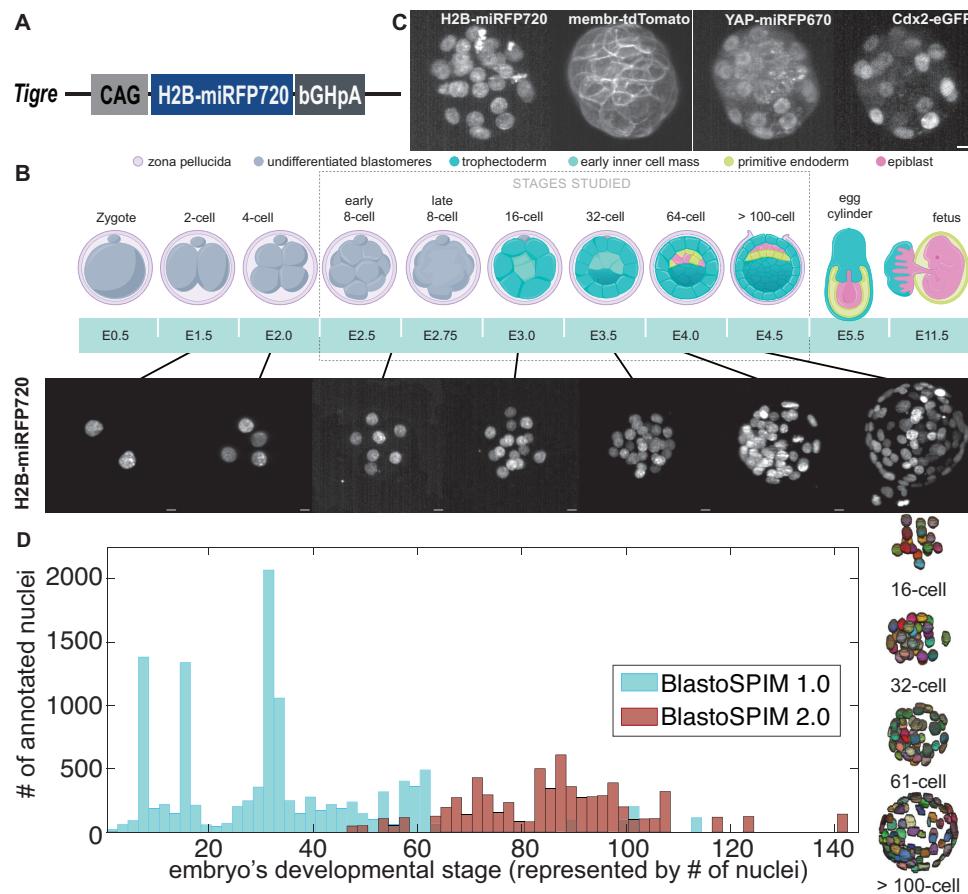 A
Tigre
CAG
H2B-miRFP720
bGHpA
C
H2B-miRFP720
membr-tdTomato
YAP-miRFP670
Cdx2-eGFP
zona pellucida
undifferentiated blastomeres
trophectoderm
early inner cell mass
primitive endoderm
epiblast
B
STAGES STUDIED
Zygote
2-cell
4-cell
early
8-cell
late
8-cell
16-cell
32-cell
64-cell
> 100-cell
egg
cylinder
fetus
E0.5
E1.5
E2.0
E2.5
E2.75
E3.0
E3.5
E4.0
E4.5
E5.5
E11.5
H2B-miRFP720
D
# of annotated nuclei
2000
1500
1000
500
0
20
40
60
80
100
120
140
embryo's developmental stage (represented by # of nuclei)
BlastoSPIM 1.0
BlastoSPIM 2.0
16-cell
32-cell
61-cell
> 100-cell